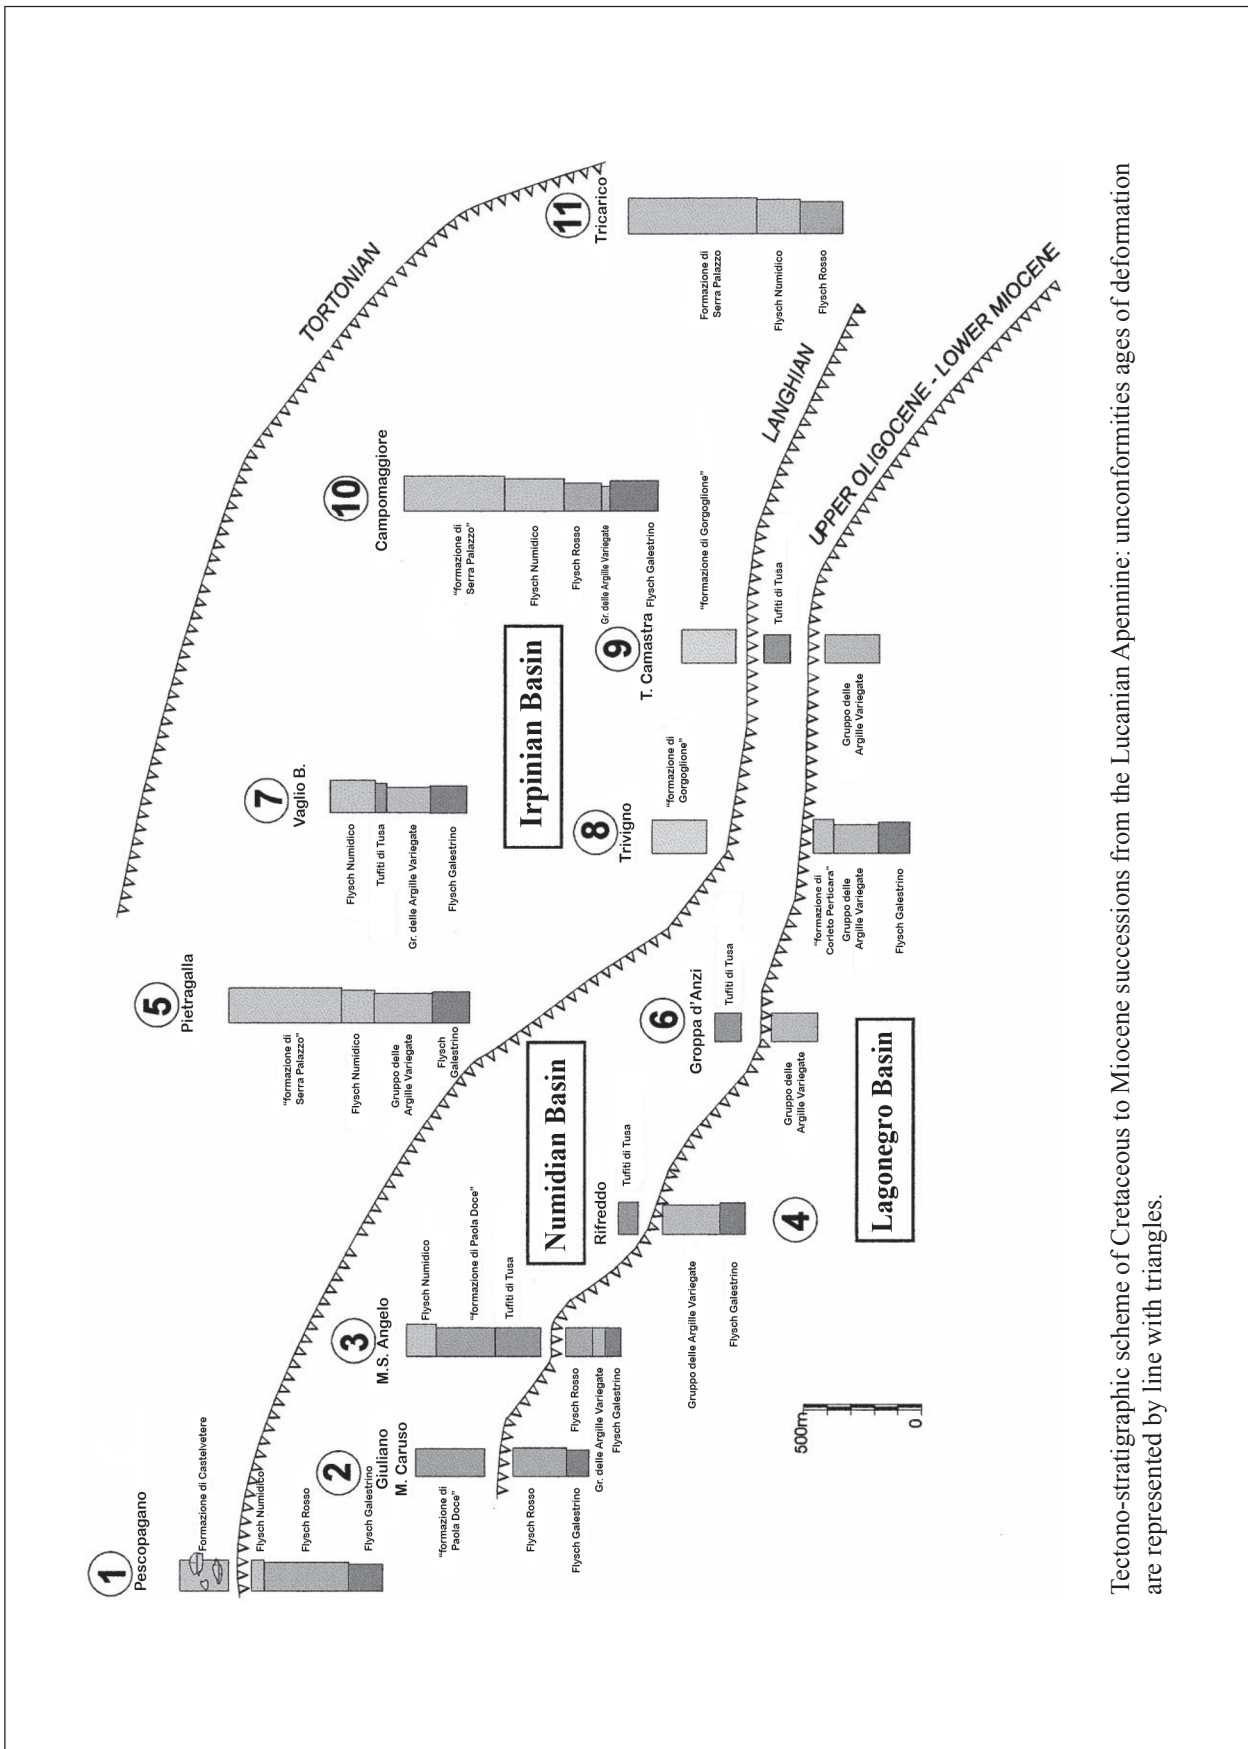 1
Pescopagano
Formazione di Castelvetere
Flysch Numidico
Flysch Rosso
Flysch Galestrino
2
Giuliano
M. Caruso
"formazione di
Paola Doce"
Flysch Rosso
Flysch Galestrino
3
M.S. Angelo
Flysch Numidico
"formazione di Paola Doce"
Tufiti di Tusa
Flysch Rosso
Gr. delle Argille Variegate
Flysch Galestrino
Numidian Basin
Rifreddo
Tufiti di Tusa
Gruppo delle Argille Variegate
Flysch Galestrino
4
5
Pietragalla
"formazione di
Serra Palazzo"
Flysch Numidico
Gruppo delle
Argille Variegate
Flysch
Galestrino
6
Groppa d'Anzi
Tufiti di Tusa
Gruppo delle
Argille Variegate
Lagonegro Basin
7
Vaglio B.
Flysch Numidico
Tufiti di Tusa
Gr. delle Argille Variegate
Flysch Galestrino
Irpinian Basin
8
Trivigno
"formazione di
Gorgoglione"
"formazione di
Corleto Perticara"
Gruppo delle
Argille Variegate
Flysch Galestrino
9
T. Camastra
"formazione di Gorgoglione"
Tufiti di Tusa
Gruppo delle
Argille Variegate
10
Campomaggiore
"formazione di
Serra Palazzo"
Flysch Numidico
Flysch Rosso
Gr. delle Argille Variegate
Flysch Galestrino
11
Tricarico
Formazione di
Serra Palazzo
Flysch Numidico
Flysch Rosso
TORTONIAN
LANGHIAN
UPPER OLIGOCENE - LOWER MIOCENE
500m
0
Tectono-stratigraphic scheme of Cretaceous to Miocene successions from the Lucanian Apennine: unconformities ages of deformation
are represented by line with triangles.